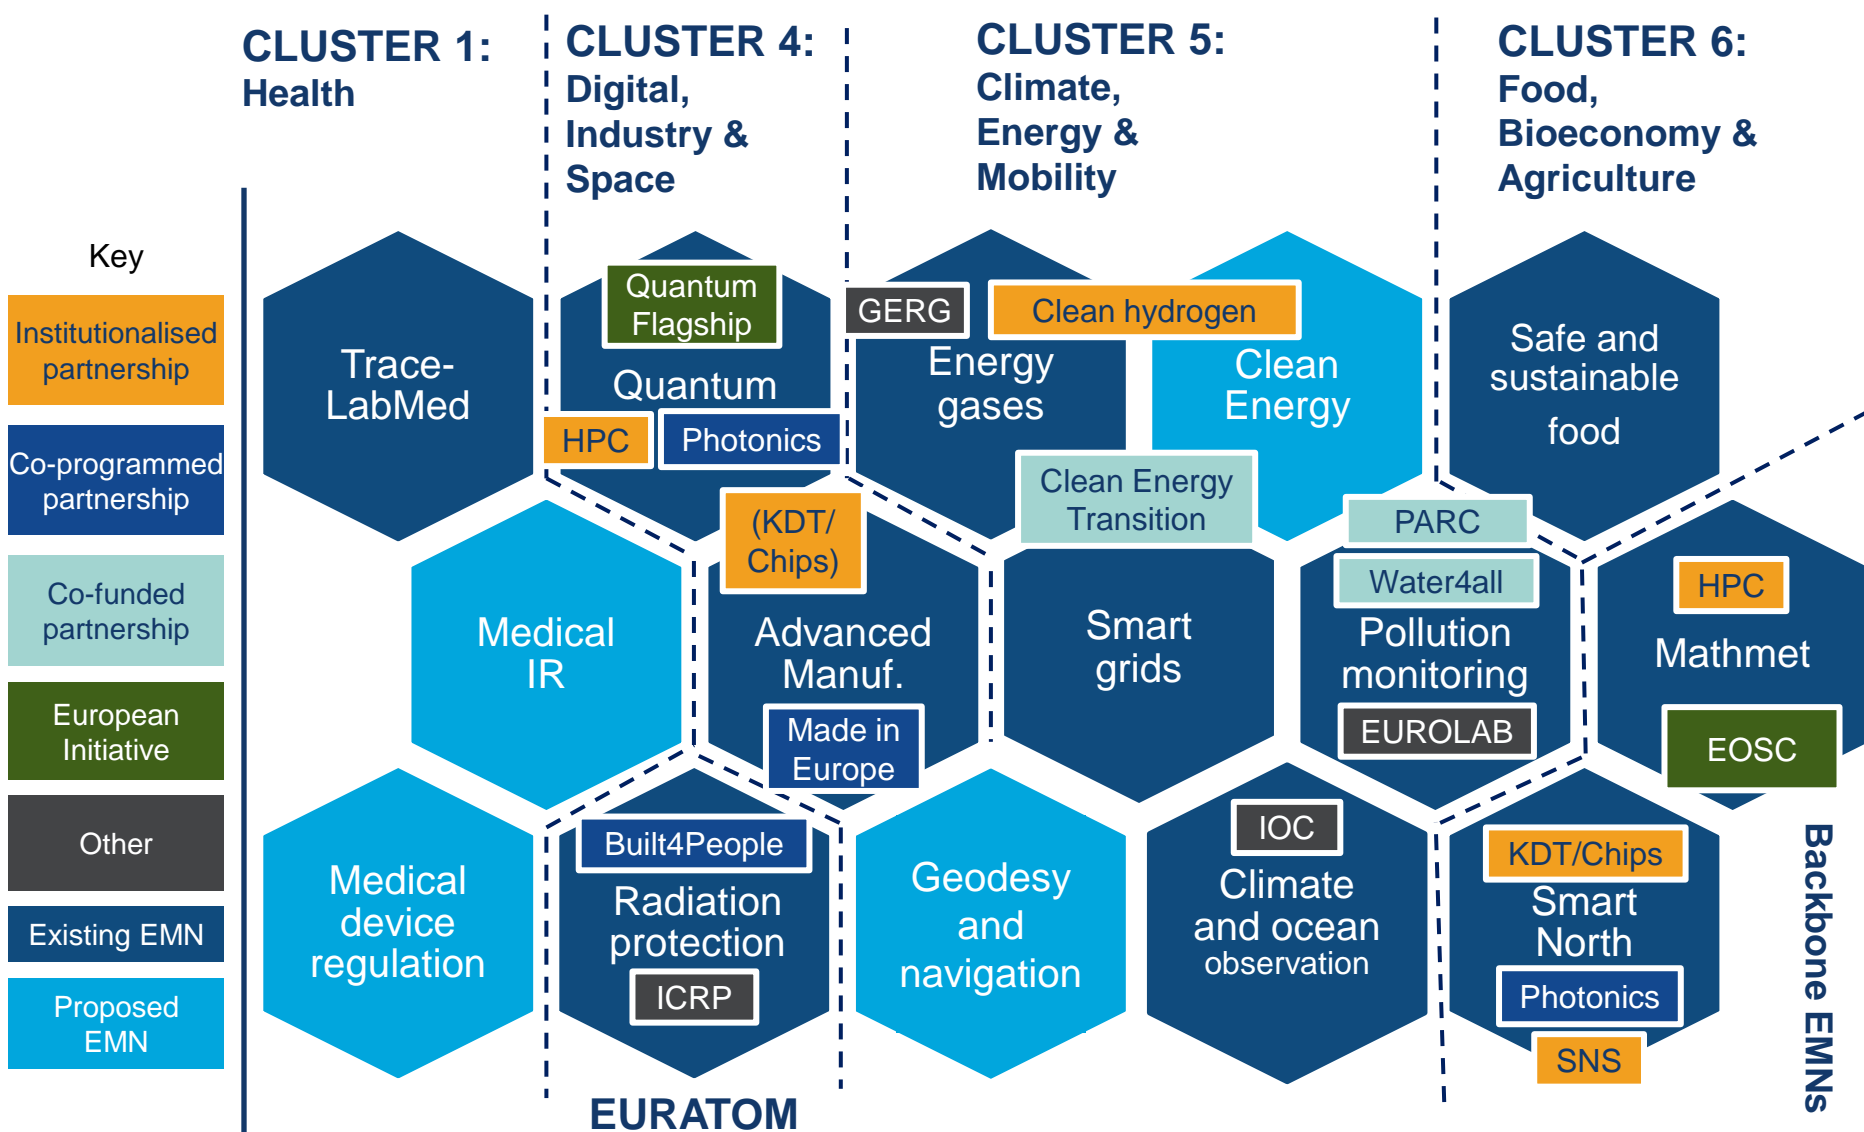 CLUSTER 1:
Health
CLUSTER 4:
Digital,
Industry &
Space
CLUSTER 5:
Climate,
Energy &
Mobility
CLUSTER 6:
Food,
Bioeconomy &
Agriculture
Key
Institutionalised
partnership
Co-programmed
partnership
Co-funded
partnership
European
Initiative
Other
Existing EMN
Proposed
EMN
Trace-
LabMed
Quantum
Flagship
Quantum
HPC
Photonics
GERG
Clean hydrogen
Energy
gases
Clean
Energy
Clean Energy
Transition
Safe and
sustainable
food
Medical
IR
(KDT/
Chips)
Advanced
Manuf.
Made in
Europe
Smart
grids
PARC
Water4all
Pollution
monitoring
EUROLAB
HPC
Mathmet
EOSC
Medical
device
regulation
Built4People
Radiation
protection
ICRP
Geodesy
and
navigation
IOC
Climate
and ocean
observation
KDT/Chips
Smart
North
Photonics
SNS
Backbone EMNs
EURATOM